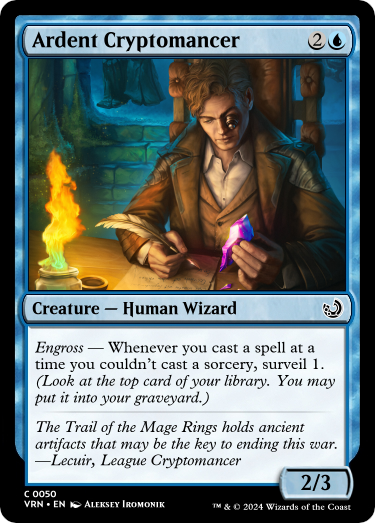 Ardent Cryptomancer 2
Creature — Human Wizard
Engross — Whenever you cast a spell at a
time you couldn't cast a sorcery, surveil 1.
(Look at the top card of your library. You may
put it into your graveyard.)
The Trail of the Mage Rings holds ancient
artifacts that may be the key to ending this war.
—Lecuir, League Cryptomancer
2/3
C 0050
VRN • EN Aleksey Iromonik
™ & © 2024 Wizards of the Coast